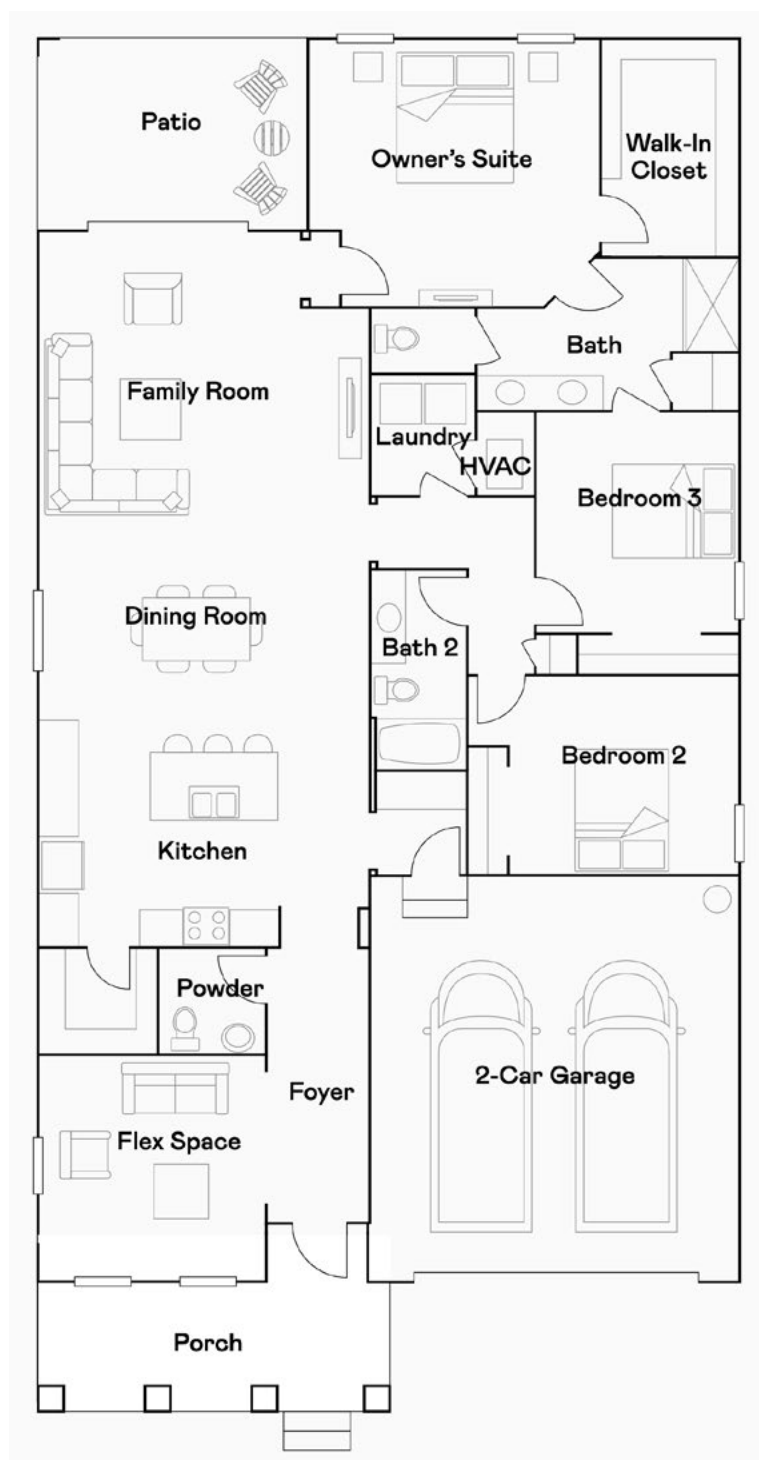 Patio
Owner's Suite
Walk-In
Closet
Bath
Family Room
Laundry
HVAC
Bedroom 3
Dining Room
Bath 2
Bedroom 2
Kitchen
Powder
2-Car Garage
Foyer
Flex Space
Porch